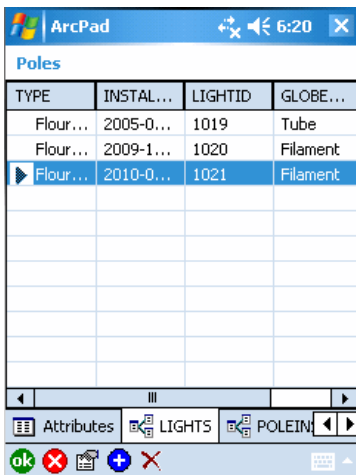 ArcPad 6:20
Poles
TYPE INSTAL... LIGHTID GLOBE...
Flour... 2005-0... 1019 Tube
Flour... 2009-1... 1020 Filament
Flour... 2010-0... 1021 Filament
Attributes LIGHTS POLEIN
ok